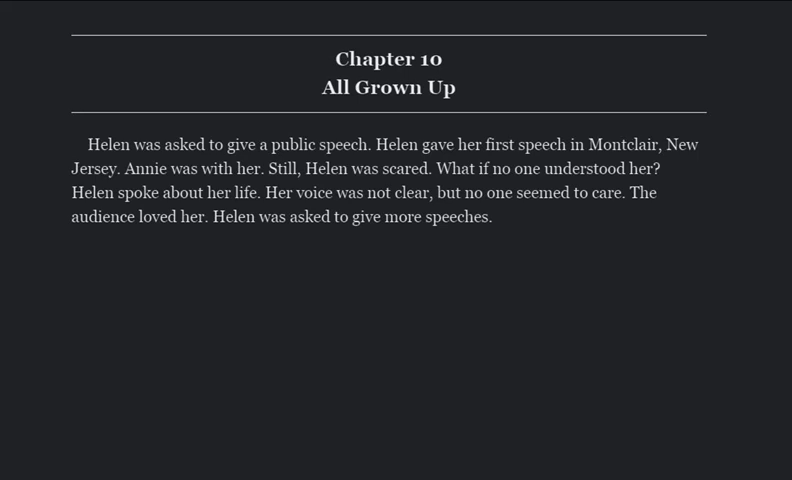 Chapter 10
All Grown Up
Helen was asked to give a public speech. Helen gave her first speech in Montclair, New
Jersey. Annie was with her. Still, Helen was scared. What if no one understood her?
Helen spoke about her life. Her voice was not clear, but no one seemed to care. The
audience loved her. Helen was asked to give more speeches.